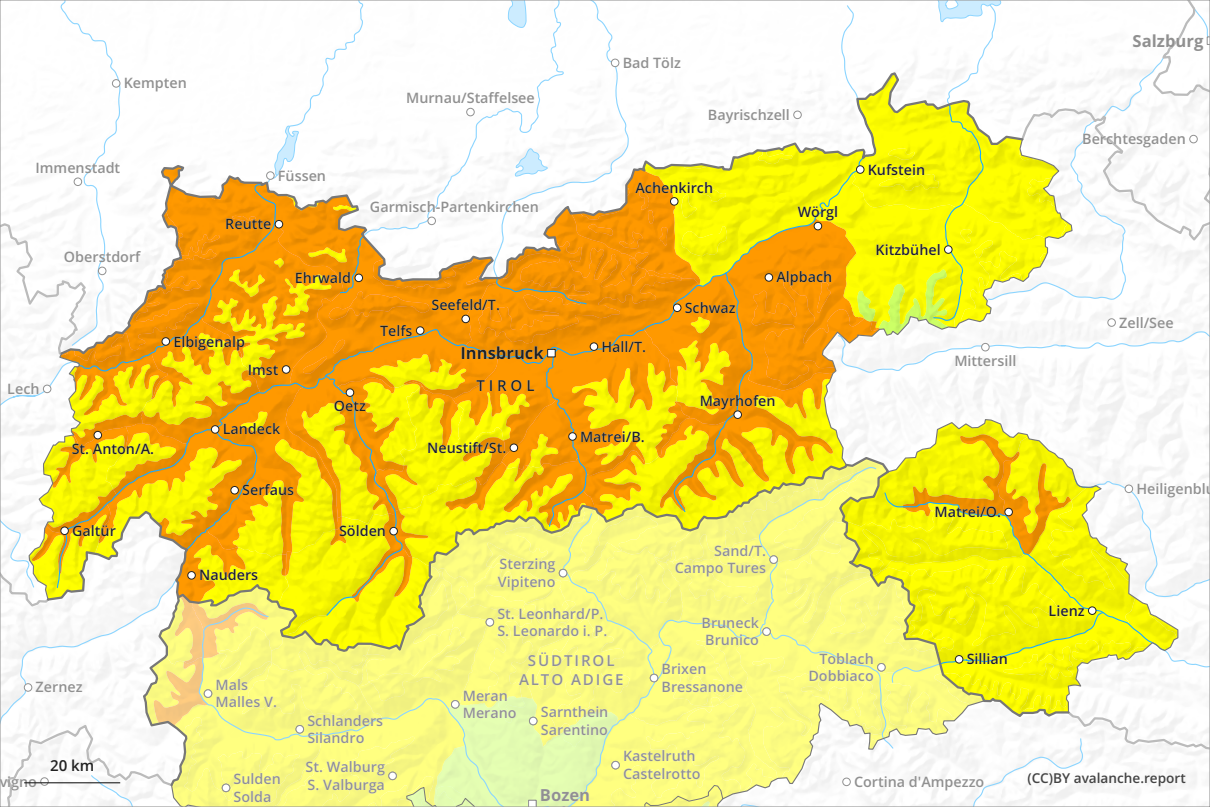 Salzburg
Bad Tölz
Kempten
Murnau/Staffelsee
Bayrischzell
Berchtesgaden
Immenstadt
Füssen
Kufstein
Achenkirch
Garmisch-Partenkirchen
Wörgl
Reutte
Kitzbühel
Oberstdorf
Ehrwald
Alpbach
Seefeld/T.
Schwaz
Zell/See
Telfs
Elbigenalp
Innsbruck
Hall/T.
Mittersill
Imst
TIROL
Lech
Mayrhofen
Oetz
Landeck
Matrei/B.
St. Anton/A.
Neustift/St.
Serfaus
Heiligenblu
Matrei/O.
Galtür
Sölden
Sand/T.
Campo Tures
Sterzing
Vipiteno
Nauders
St. Leonhard/P.
S. Leonardo i. P.
Lienz
Bruneck
Brunico
Sillian
SÜDTIROL
ALTO ADIGE
Toblach
Dobbiaco
Brixen
Bressanone
Zernez
Mals
Malles V.
Meran
Merano
Sarnthein
Sarentino
Schlanders
Silandro
Kastelruth
Castelrotto
20 km
St. Walburg
S. Valburga
vigno
Sulden
Solda
Cortina d'Ampezzo
(CC)BY avalanche.report
Bozen